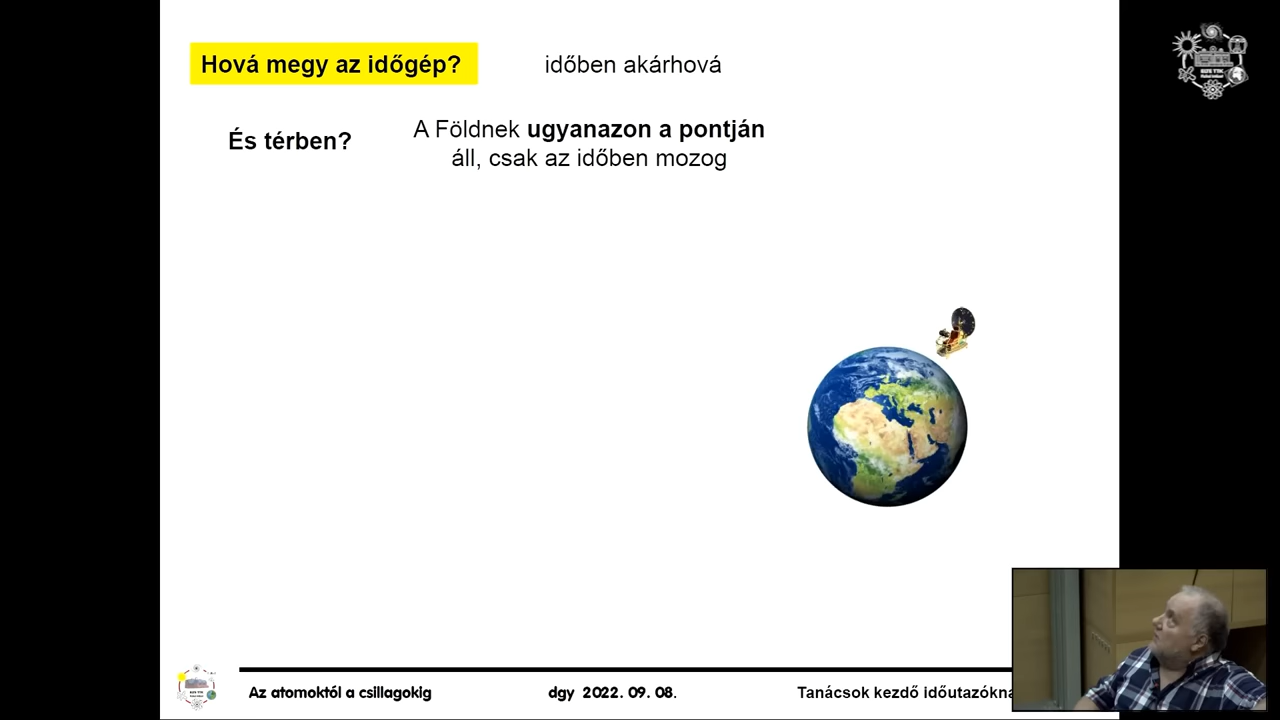 Hová megy az időgép?
időben akárhová
És térben?
A Földnek ugyanazon a pontján
áll, csak az időben mozog
Az atomoktól a csillagokig
dgy 2022. 09. 08.
Tanácsok kezdő